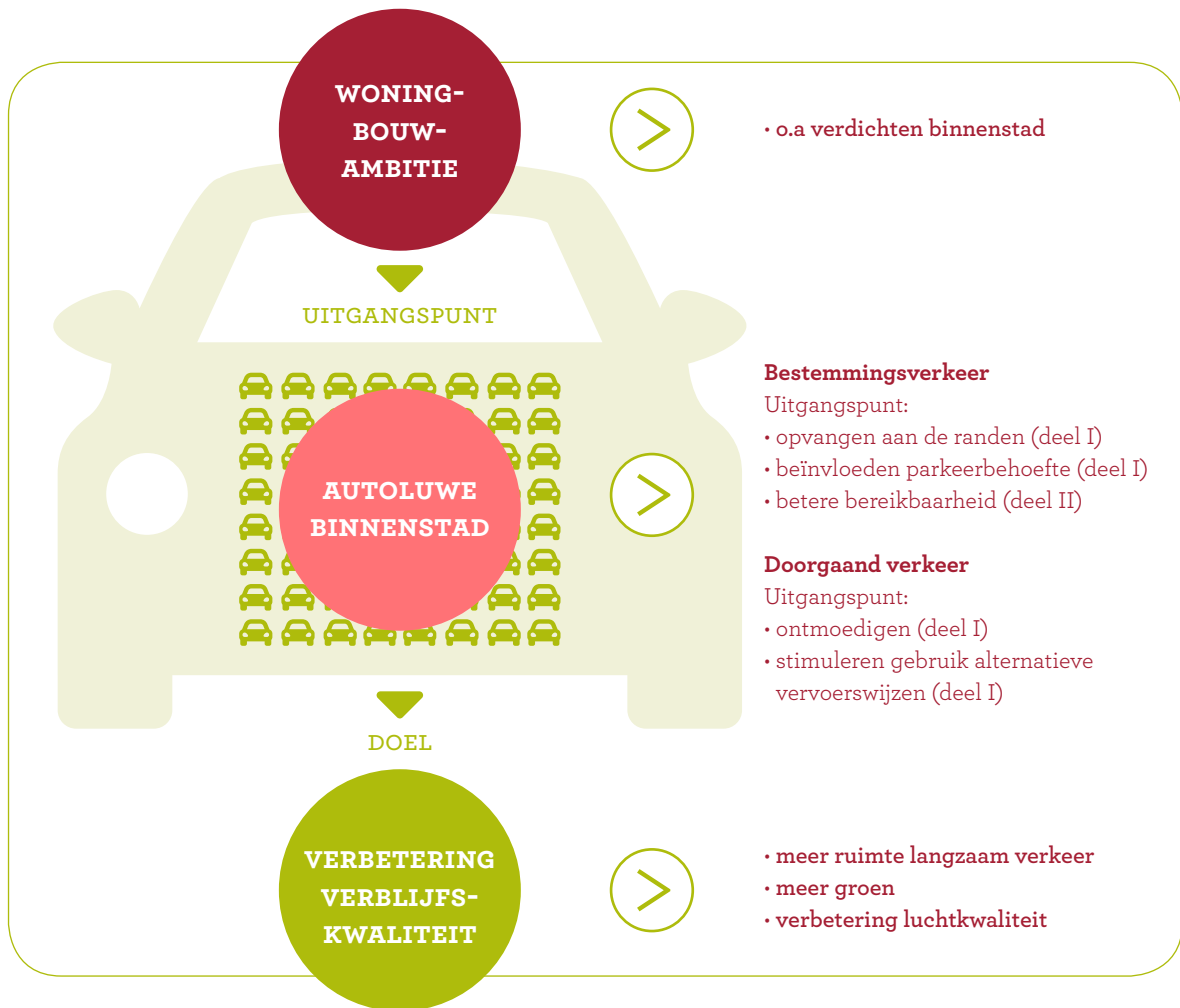 WONING-
BOUW-
AMBITIE
• o.a verdichten binnenstad
UITGANGSPUNT
AUTOLUWE
BINNENSTAD
Bestemmingsverkeer
Uitgangspunt:
• opvangen aan de randen (deel I)
• beïnvloeden parkeerbehoefte (deel I)
• betere bereikbaarheid (deel II)
Doorgaand verkeer
Uitgangspunt:
• ontmoedigen (deel I)
• stimuleren gebruik alternatieve
vervoerswijzen (deel I)
DOEL
VERBETERING
VERBLIJFS-
KWALITEIT
• meer ruimte langzaam verkeer
• meer groen
• verbetering luchtkwaliteit